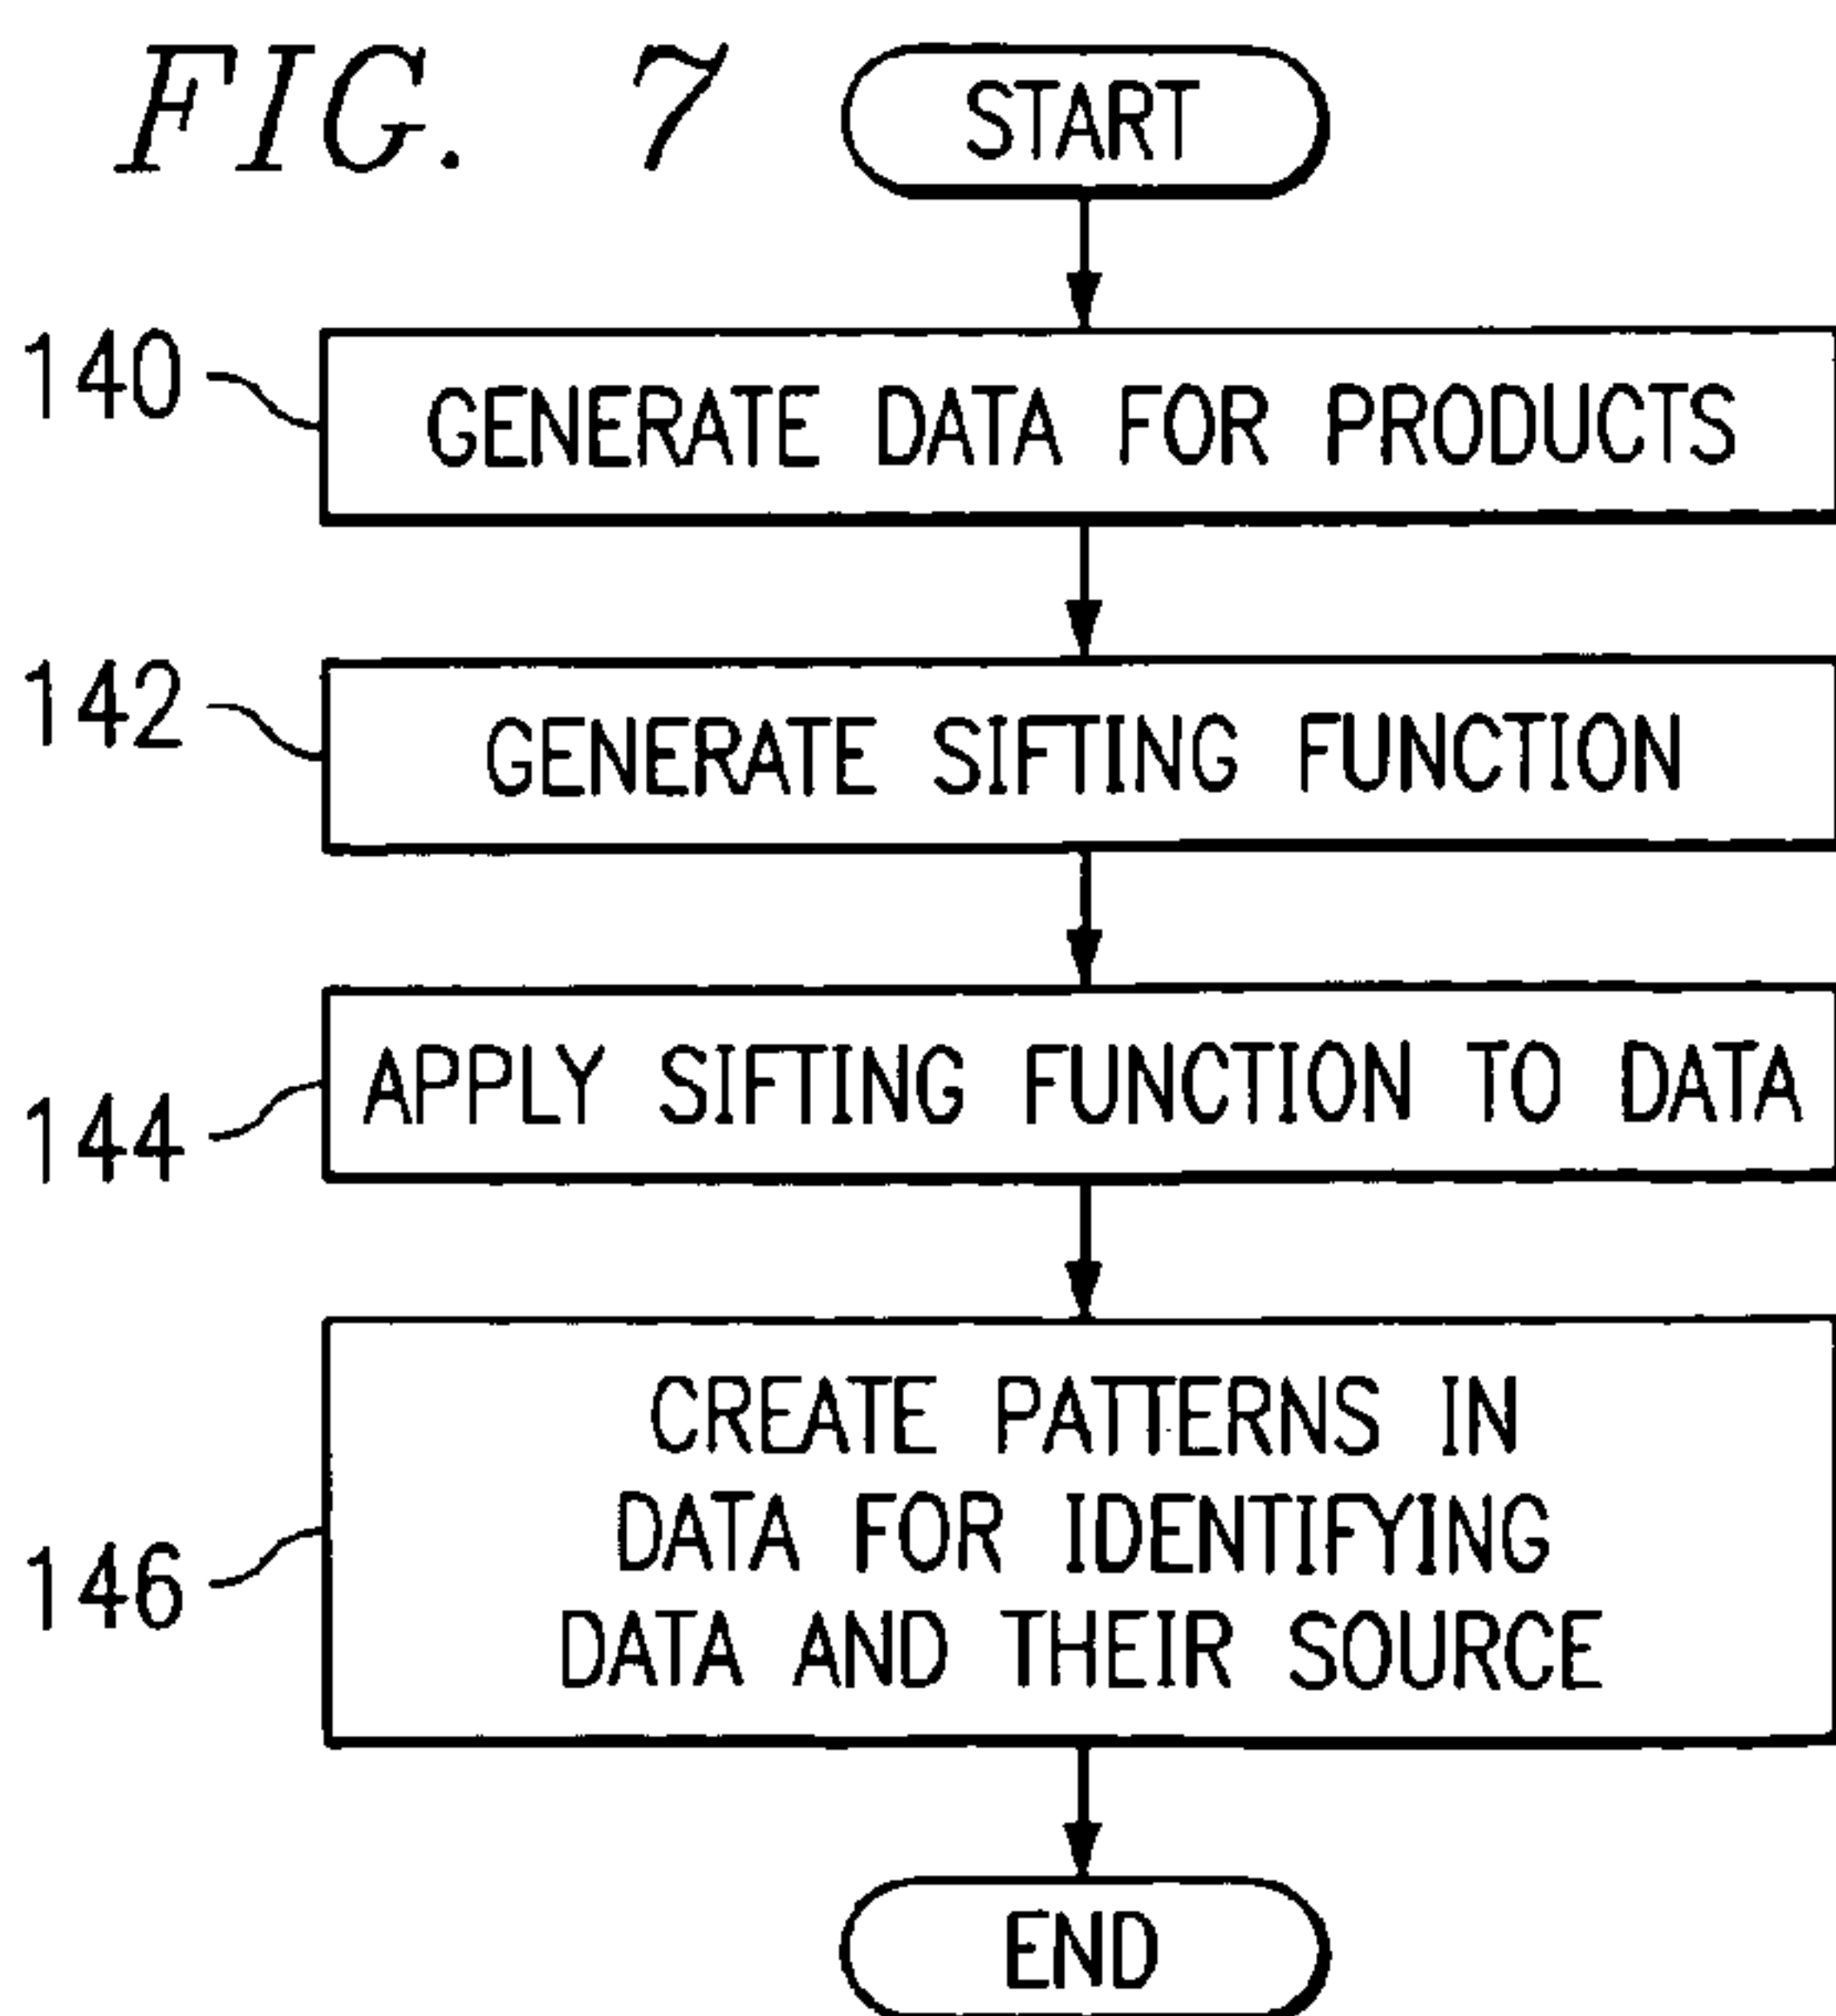 FIG. 7
START
140
GENERATE DATA FOR PRODUCTS
142
GENERATE SIFTING FUNCTION
144
APPLY SIFTING FUNCTION TO DATA
146
CREATE PATTERNS IN
DATA FOR IDENTIFYING
DATA AND THEIR SOURCE
END